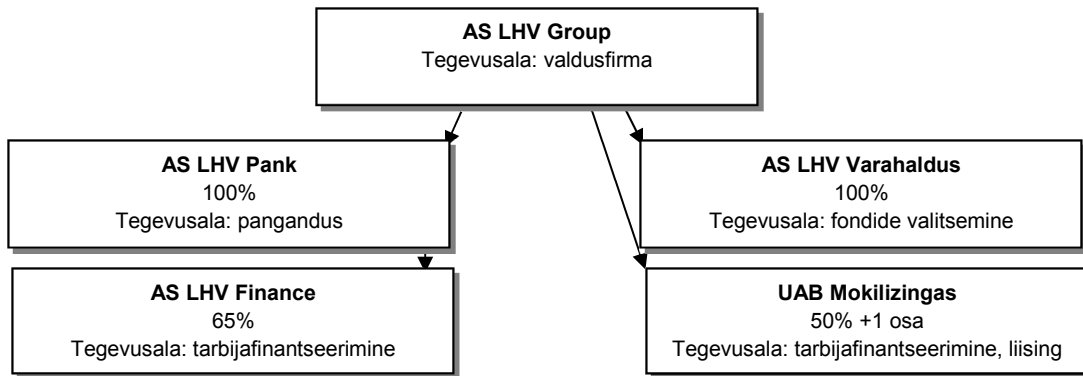 AS LHV Group
Tegevusala: valdusfirma
AS LHV Pank
100%
Tegevusala: pangandus
AS LHV Varahaldus
100%
Tegevusala: fondide valitsemine
AS LHV Finance
65%
Tegevusala: tarbijafinantseerimine
UAB Mokilizingas
50% +1 osa
Tegevusala: tarbijafinantseerimine, liising